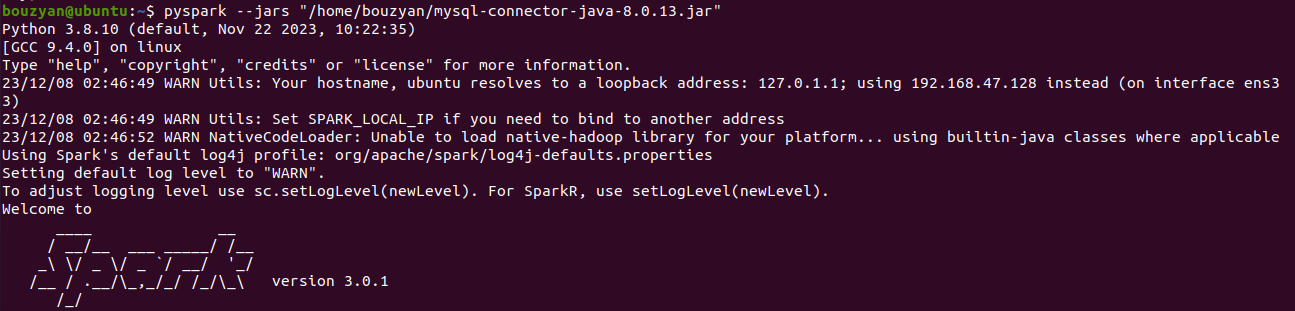 bouzyan@ubuntu:~$ pyspark --jars "/home/bouzyan/mysql-connector-java-8.0.13.jar"
Python 3.8.10 (default, Nov 22 2023, 10:22:35)
[GCC 9.4.0] on linux
Type "help", "copyright", "credits" or "license" for more information.
23/12/08 02:46:49 WARN Utils: Your hostname, ubuntu resolves to a loopback address: 127.0.1.1; using 192.168.47.128 instead (on interface ens3
3)
23/12/08 02:46:49 WARN Utils: Set SPARK_LOCAL_IP if you need to bind to another address
23/12/08 02:46:52 WARN NativeCodeLoader: Unable to load native-hadoop library for your platform... using builtin-java classes where applicable
Using Spark's default log4j profile: org/apache/spark/log4j-defaults.properties
Setting default log level to "WARN".
To adjust logging level use sc.setLogLevel(newLevel). For SparkR, use setLogLevel(newLevel).
Welcome to
      ____              __
     / __/__  ___ _____/ /__
    _\ \/ _ \/ _ `/ __/  '_/
   /__ / .__/\_,_/_/ /_/\_\   version 3.0.1
      /_/